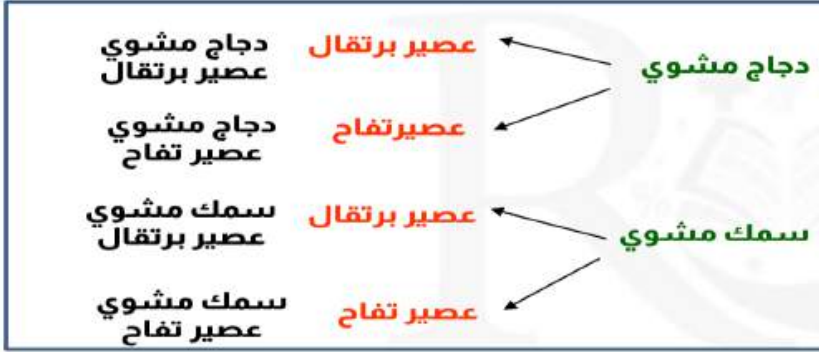 دجاج مشوي
عصير برتقال
دجاج مشوي
عصير برتقال
عصيرتفاح
دجاج مشوي
عصير تفاح
سمك مشوي
عصير برتقال
سمك مشوي
عصير برتقال
عصير تفاح
سمك مشوي
عصير تفاح